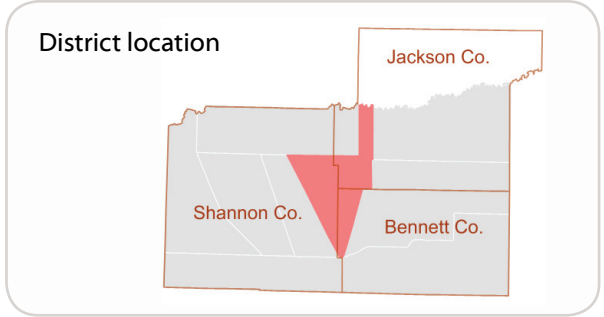 District location
Jackson Co.
Shannon Co.
Bennett Co.